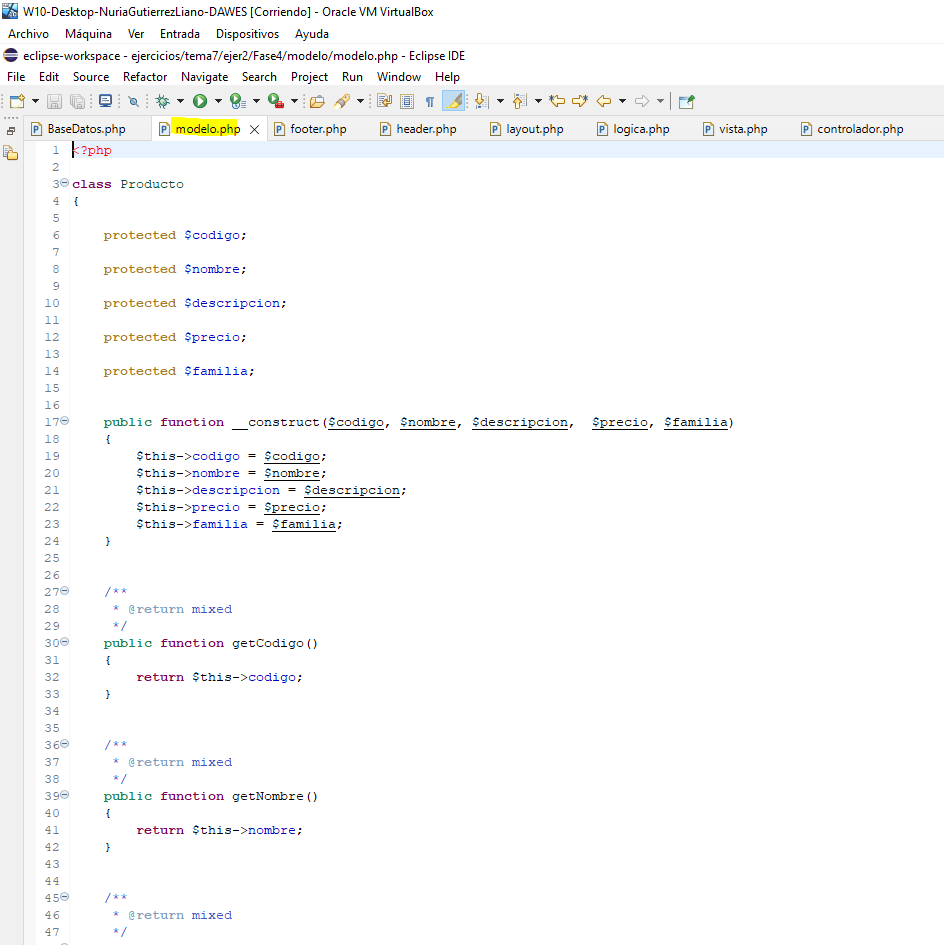 W10-Desktop-NuriaGutierrezLiano-DAWES [Corriendo] - Oracle VM VirtualBox
Archivo Máquina Ver Entrada Dispositivos Ayuda
eclipse-workspace - ejercicios/tema7/ejer2/Fase4/modelo/modelo.php - Eclipse IDE
File Edit Source Refactor Navigate Search Project Run Window Help
BaseDatos.php modelo.php footer.php header.php layout.php logica.php vista.php controlador.php
1 <?php
2
3 class Producto
4 {
5
6 protected $codigo;
7
8 protected $nombre;
9
10 protected $descripcion;
11
12 protected $precio;
13
14 protected $familia;
15
16
17 public function __construct($codigo, $nombre, $descripcion, $precio, $familia)
18 {
19 $this->codigo = $codigo;
20 $this->nombre = $nombre;
21 $this->descripcion = $descripcion;
22 $this->precio = $precio;
23 $this->familia = $familia;
24 }
25
26
27 /**
28 * @return mixed
29 */
30 public function getCodigo()
31 {
32 return $this->codigo;
33 }
34
35
36 /**
37 * @return mixed
38 */
39 public function getNombre()
40 {
41 return $this->nombre;
42 }
43
44
45 /**
46 * @return mixed
47 */